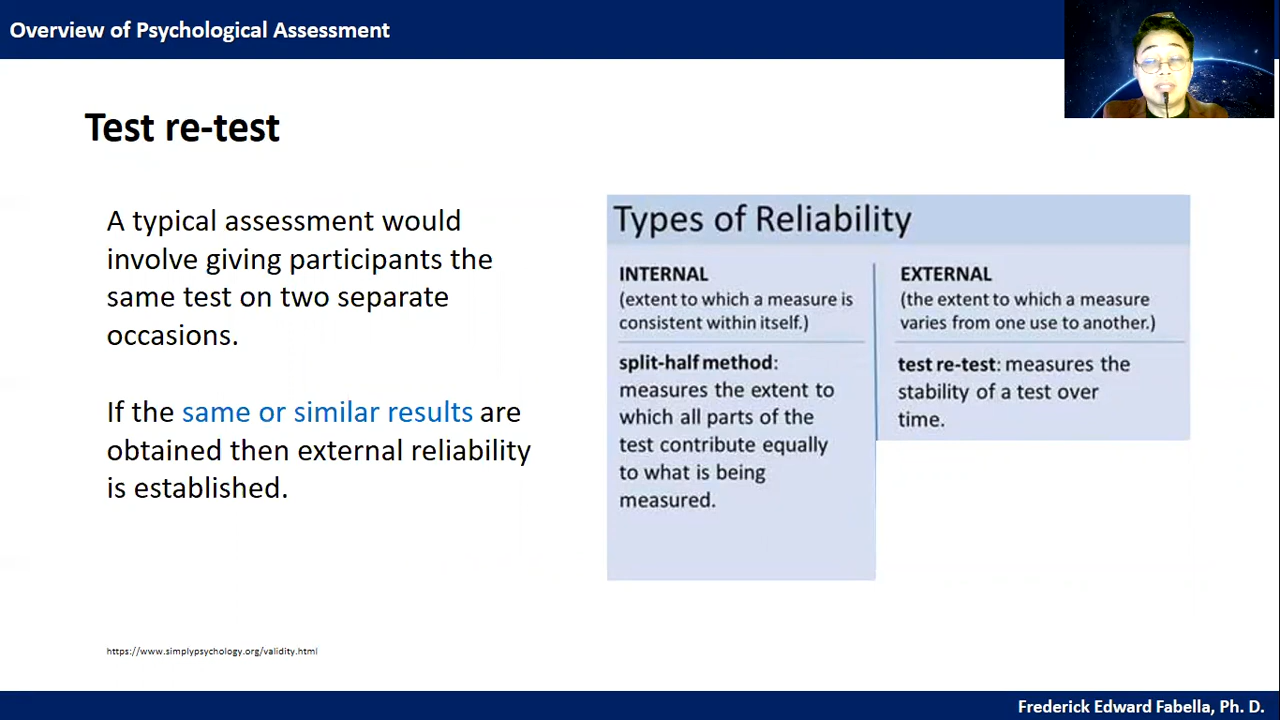 Overview of Psychological Assessment
Test re-test
A typical assessment would
involve giving participants the
same test on two separate
occasions.
If the same or similar results are
obtained then external reliability
is established.
Types of Reliability
INTERNAL
(extent to which a measure is
consistent within itself.)
split-half method:
measures the extent to
which all parts of the
test contribute equally
to what is being
measured.
EXTERNAL
(the extent to which a measure
varies from one use to another.)
test re-test: measures the
stability of a test over
time.
https://www.simplypsychology.org/validity.html
Frederick Edward Fabella, Ph. D.